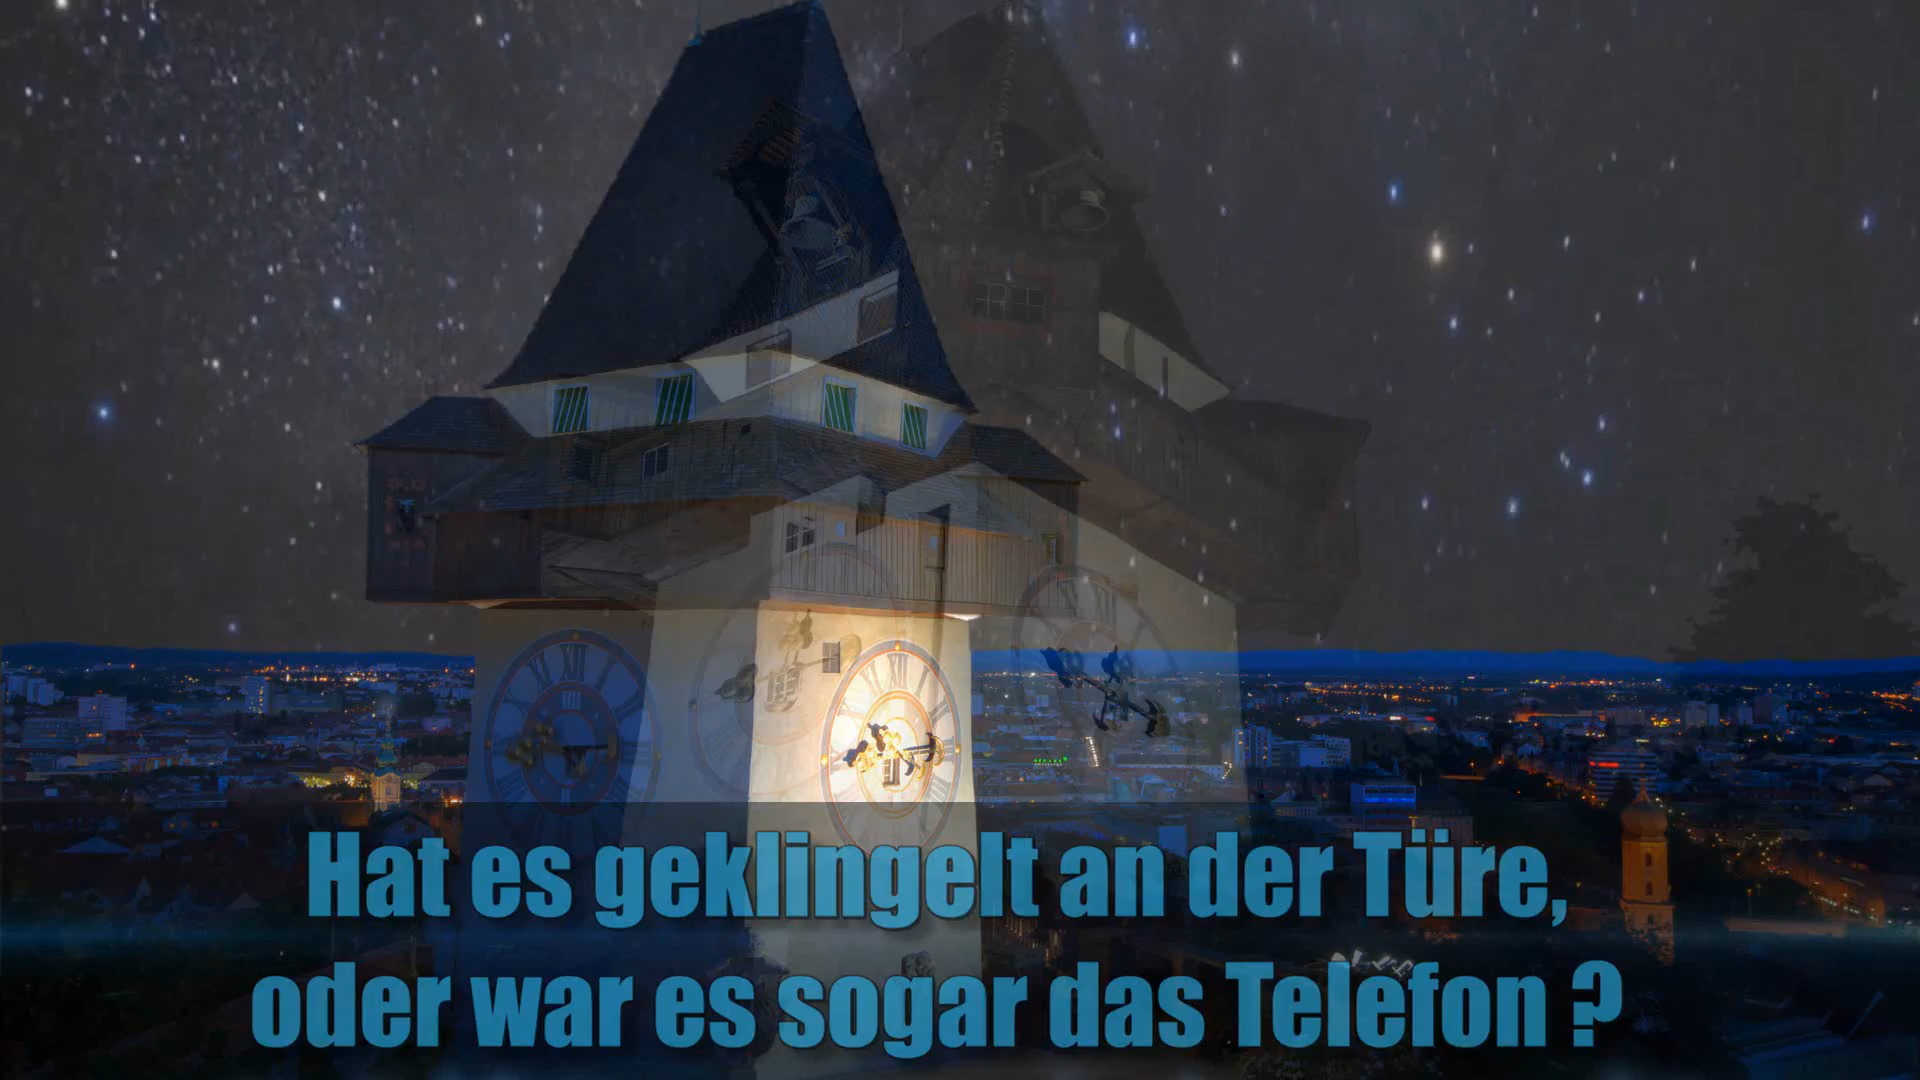 Hat es geklingelt an der Türe,
oder war es sogar das Telefon ?